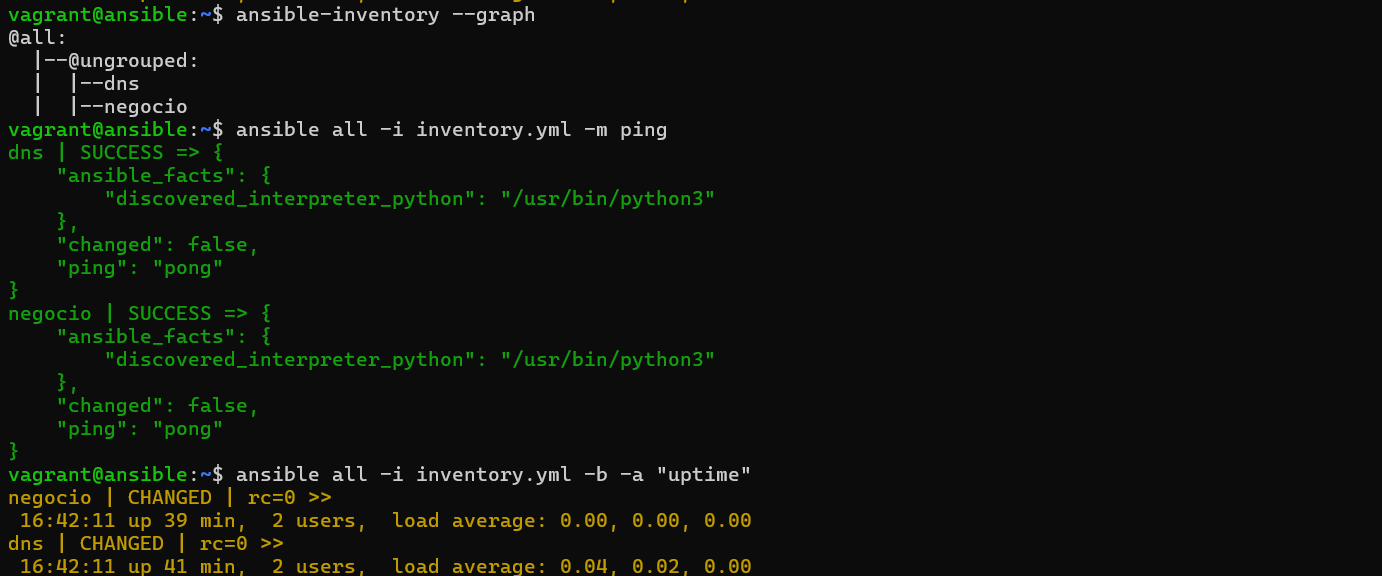 vagrant@ansible:~$ ansible-inventory --graph
@all:
  |--@ungrouped:
  |  |--dns
  |  |--negocio
vagrant@ansible:~$ ansible all -i inventory.yml -m ping
dns | SUCCESS => {
    "ansible_facts": {
        "discovered_interpreter_python": "/usr/bin/python3"
    },
    "changed": false,
    "ping": "pong"
}
negocio | SUCCESS => {
    "ansible_facts": {
        "discovered_interpreter_python": "/usr/bin/python3"
    },
    "changed": false,
    "ping": "pong"
}
vagrant@ansible:~$ ansible all -i inventory.yml -b -a "uptime"
negocio | CHANGED | rc=0 >>
 16:42:11 up 39 min,  2 users,  load average: 0.00, 0.00, 0.00
dns | CHANGED | rc=0 >>
 16:42:11 up 41 min,  2 users,  load average: 0.04, 0.02, 0.00